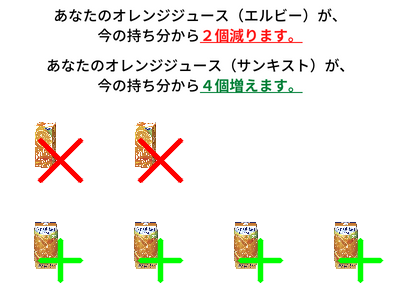 あなたのオレンジジュース（エルビー）が、
今の持ち分から２個減ります。
あなたのオレンジジュース（サンキスト）が、
今の持ち分から４個増えます。